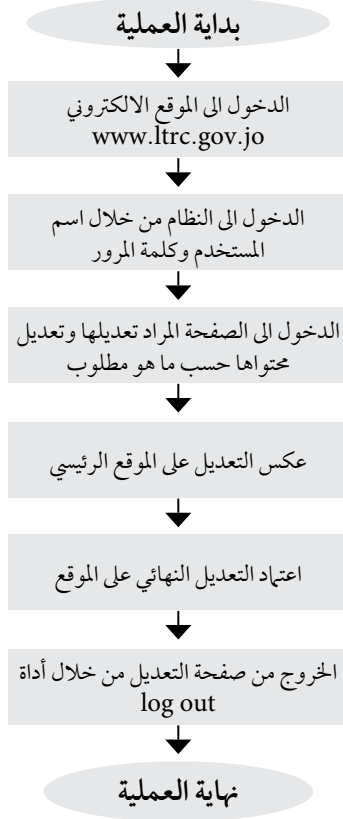 بداية العملية
الدخول الى الموقع الالكتروني
www.ltrc.gov.jo
الدخول الى النظام من خلال اسم
المستخدم وكلمة المرور
الدخول الى الصفحة المراد تعديلها وتعديل
محتواها حسب ما هو مطلوب
عكس التعديل على الموقع الرئيسي
اعتماد التعديل النهائي على الموقع
الخروج من صفحة التعديل من خلال أداة
log out
نهاية العملية